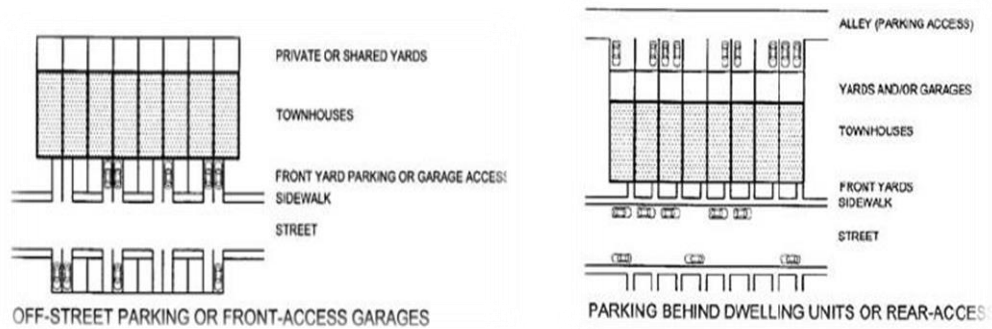 PRIVATE OR SHARED YARDS
TOWNHOUSES
FRONT YARD PARKING OR GARAGE ACCESS
SIDEWALK
STREET
OFF-STREET PARKING OR FRONT-ACCESS GARAGES
ALLEY (PARKING ACCESS)
YARDS AND/OR GARAGES
TOWNHOUSES
FRONT YARDS
SIDEWALK
STREET
PARKING BEHIND DWELLING UNITS OR REAR-ACCES